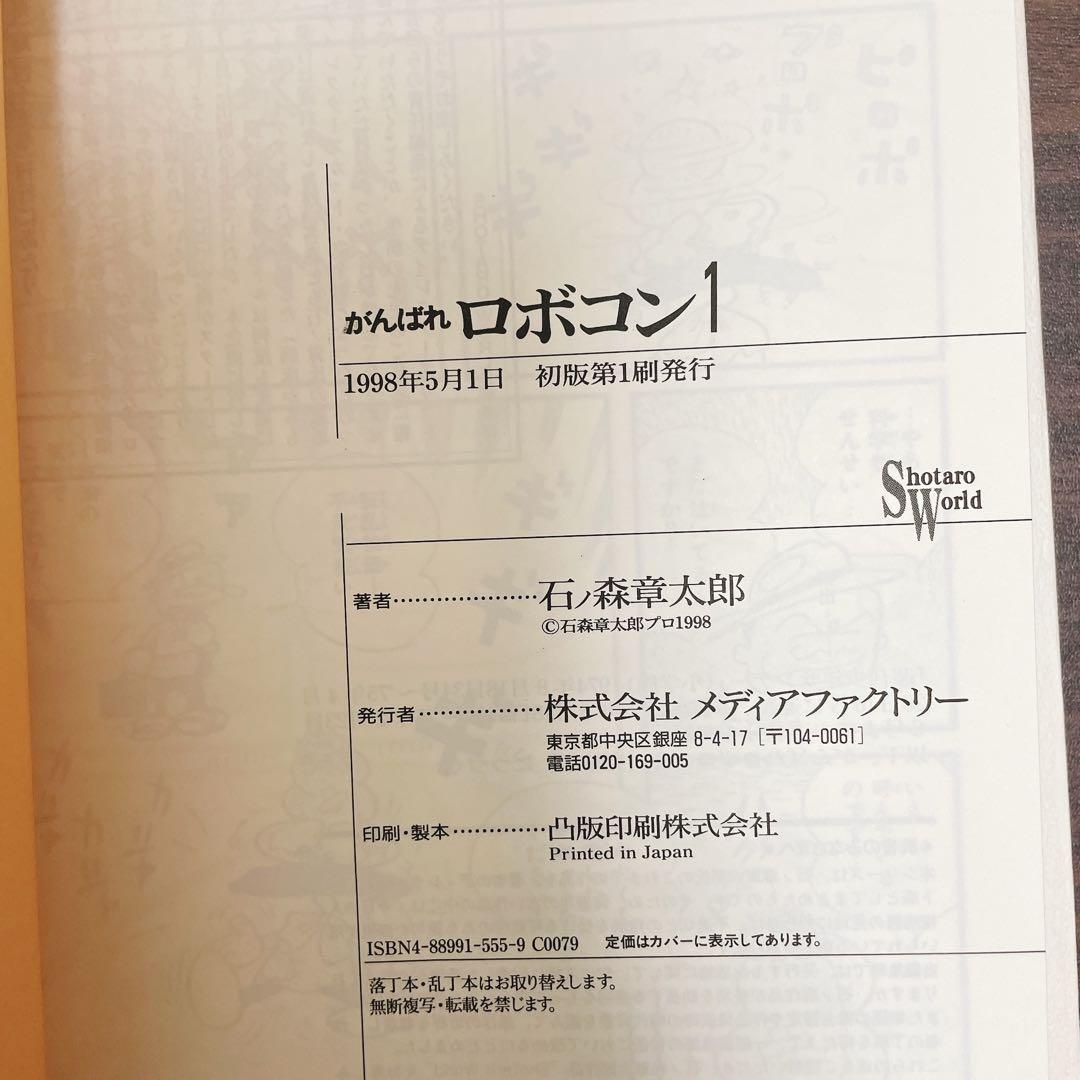 がんばれ ロボコン1
1998年5月1日　初版第1刷発行
Shotaro
World
著者…………………石ノ森章太郎
©石森章太郎プロ1998
発行者………………株式会社 メディアファクトリー
東京都中央区銀座 8-4-17［〒104-0061］
電話0120-169-005
印刷・製本…………凸版印刷株式会社
Printed in Japan
ISBN4-88991-555-9 C0079　定価はカバーに表示してあります。
落丁本・乱丁本はお取り替えします。
無断複写・転載を禁じます。